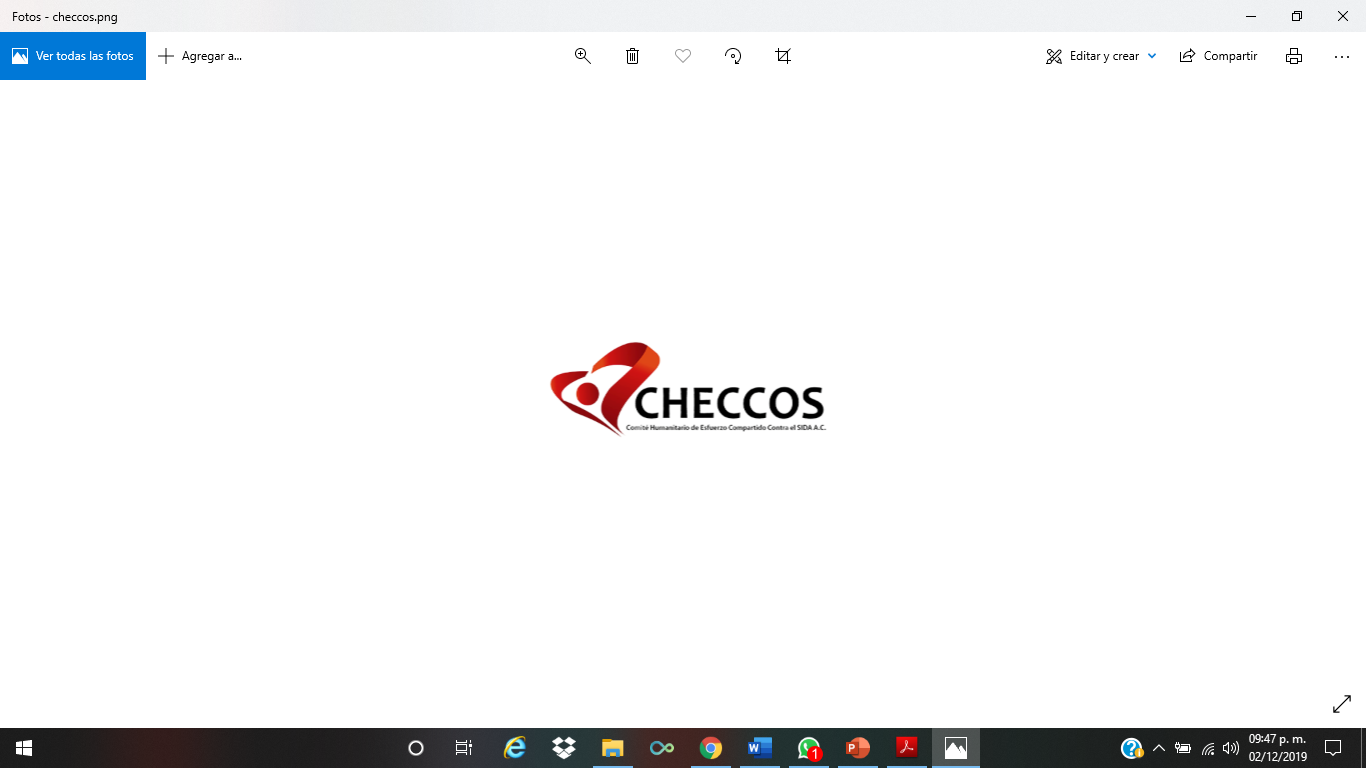 Fotos - checcos.png
Ver todas las fotos
Agregar a...
Editar y crear
Compartir
CHECCOS
Comité Humanitario de Esfuerzo Compartido Contra el SIDA A.C.
1
09:47 p. m.
02/12/2019